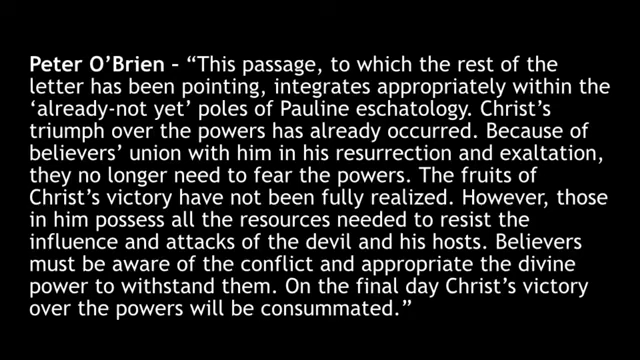 Peter O’Brien – “This passage, to which the rest of the
letter has been pointing, integrates appropriately within the
‘already-not yet’ poles of Pauline eschatology. Christ’s
triumph over the powers has already occurred. Because of
believers’ union with him in his resurrection and exaltation,
they no longer need to fear the powers. The fruits of
Christ’s victory have not been fully realized. However, those
in him possess all the resources needed to resist the
influence and attacks of the devil and his hosts. Believers
must be aware of the conflict and appropriate the divine
power to withstand them. On the final day Christ’s victory
over the powers will be consummated.”